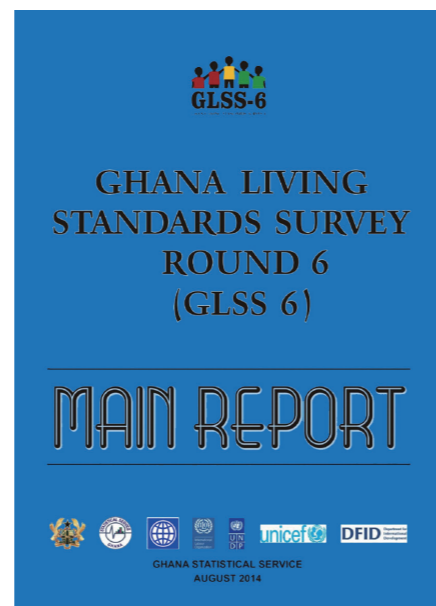 GLSS-6
GHANA LIVING
STANDARDS SURVEY
ROUND 6
(GLSS 6)
MAIN REPORT
unicef
DFID
GHANA STATISTICAL SERVICE
AUGUST 2014